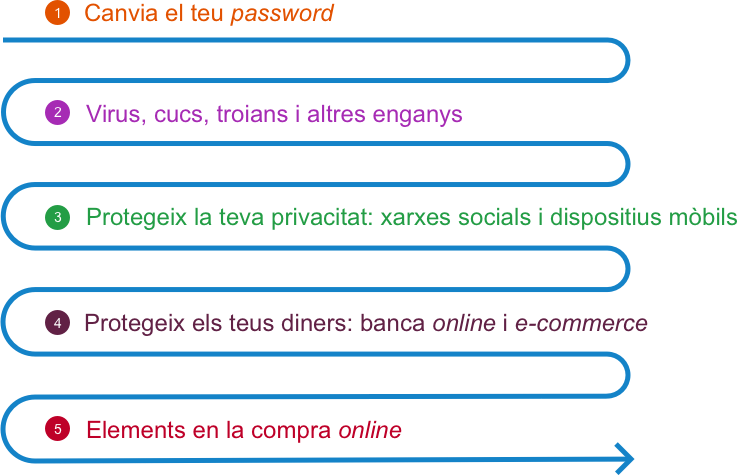 1 Canvia el teu password
2 Virus, cucs, troians i altres enganys
3 Protegeix la teva privacitat: xarxes socials i dispositius mòbils
4 Protegeix els teus diners: banca online i e-commerce
5 Elements en la compra online